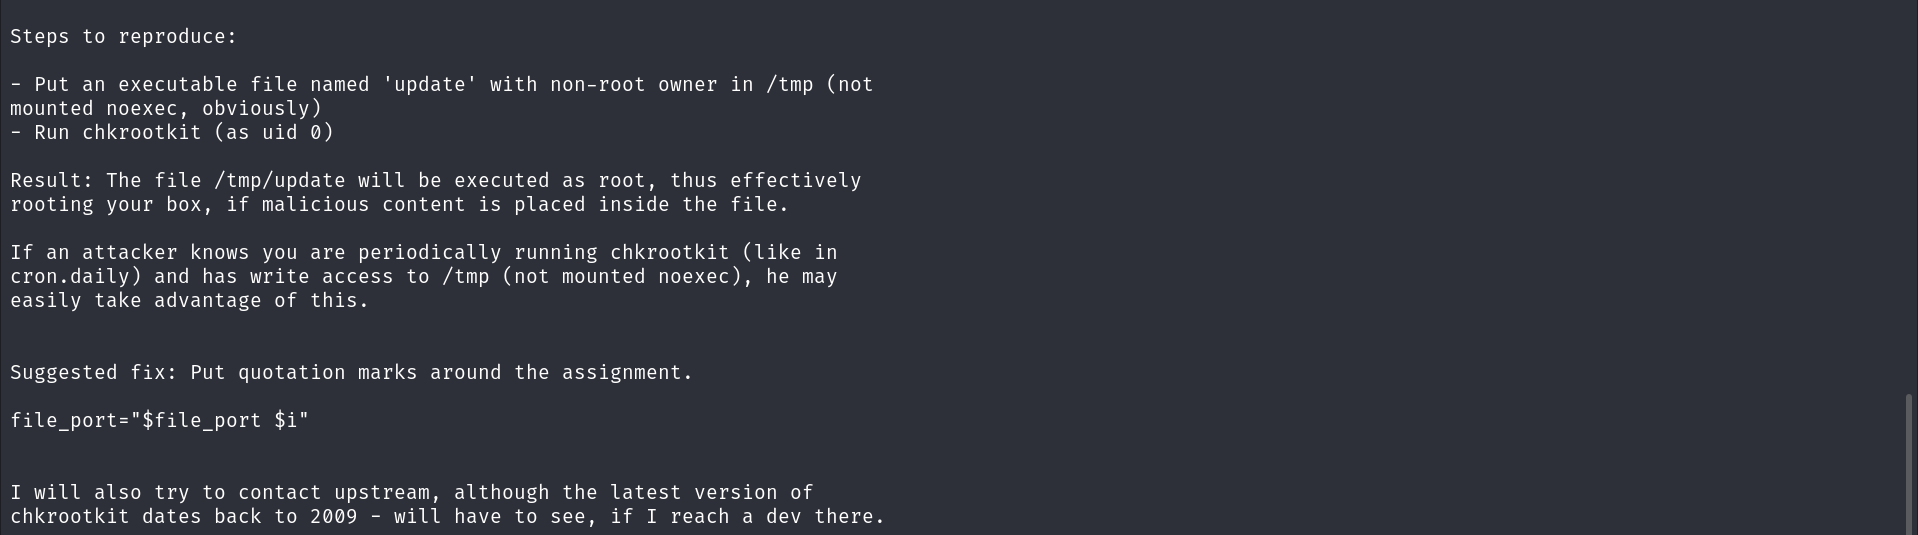 Steps to reproduce:
- Put an executable file named 'update' with non-root owner in /tmp (not
mounted noexec, obviously)
- Run chkrootkit (as uid 0)
Result: The file /tmp/update will be executed as root, thus effectively
rooting your box, if malicious content is placed inside the file.
If an attacker knows you are periodically running chkrootkit (like in
cron.daily) and has write access to /tmp (not mounted noexec), he may
easily take advantage of this.
Suggested fix: Put quotation marks around the assignment.
file_port="$file_port $i"
I will also try to contact upstream, although the latest version of
chkrootkit dates back to 2009 - will have to see, if I reach a dev there.